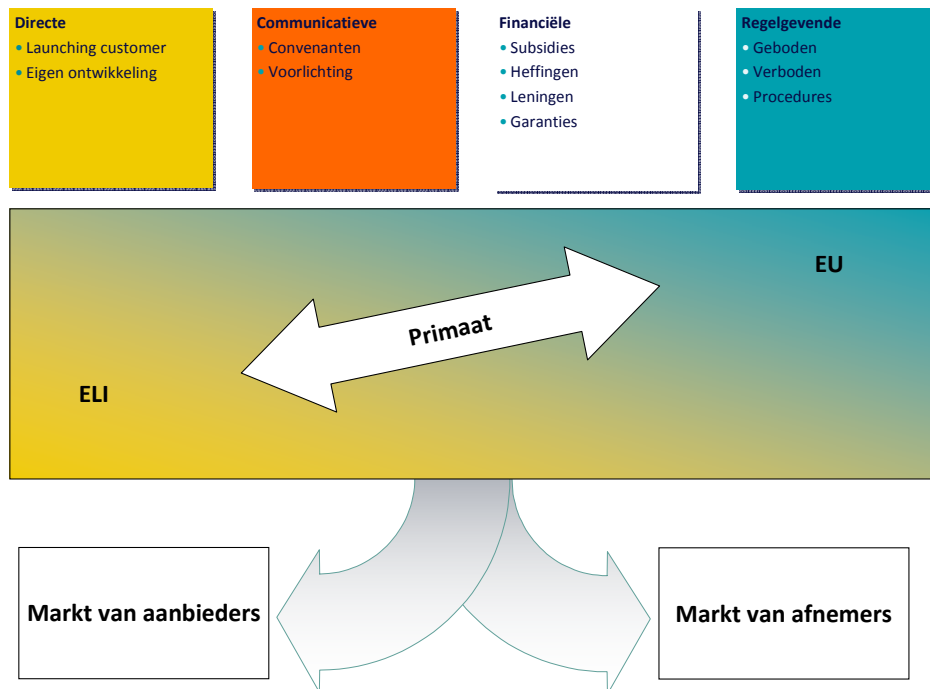 Directe
• Launching customer
• Eigen ontwikkeling
Communicatieve
• Convenanten
• Voorlichting
Financiële
• Subsidies
• Heffingen
• Leningen
• Garanties
Regelgevende
• Geboden
• Verboden
• Procedures
EU
Primaat
ELI
Markt van aanbieders
Markt van afnemers